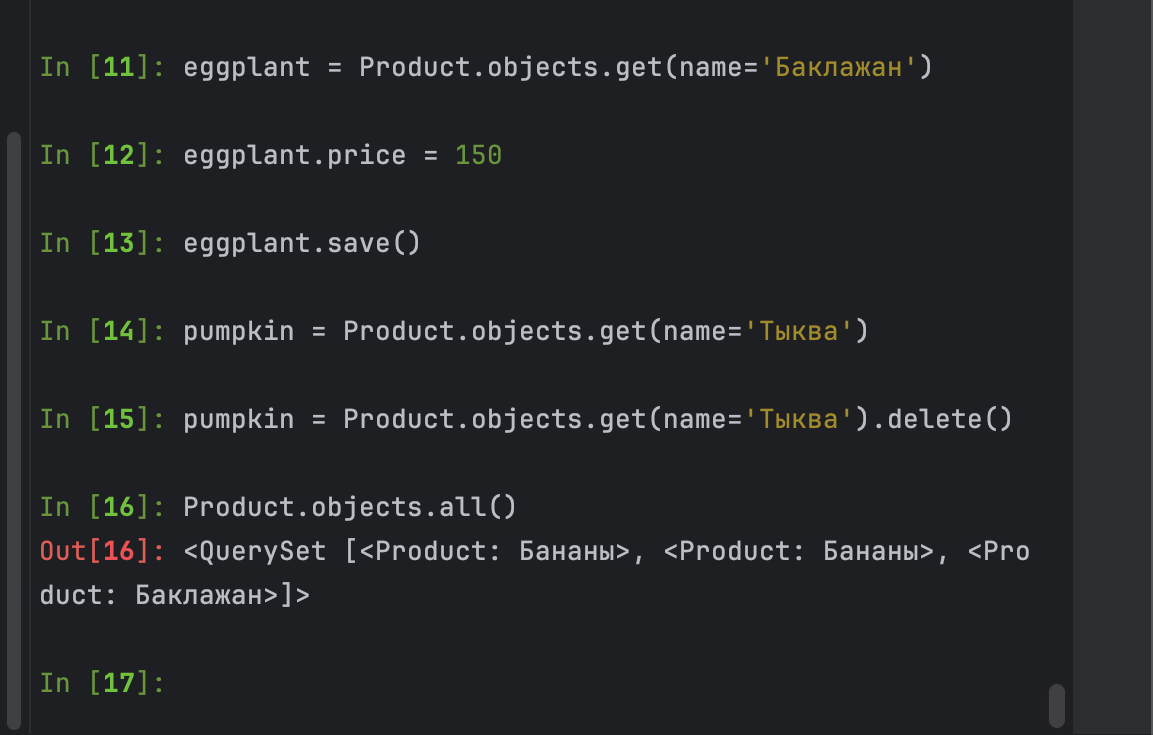 In [11]: eggplant = Product.objects.get(name='Баклажан')
In [12]: eggplant.price = 150
In [13]: eggplant.save()
In [14]: pumpkin = Product.objects.get(name='Тыква')
In [15]: pumpkin = Product.objects.get(name='Тыква').delete()
In [16]: Product.objects.all()
Out[16]: <QuerySet [<Product: Бананы>, <Product: Бананы>, <Pro
duct: Баклажан>]>
In [17]: